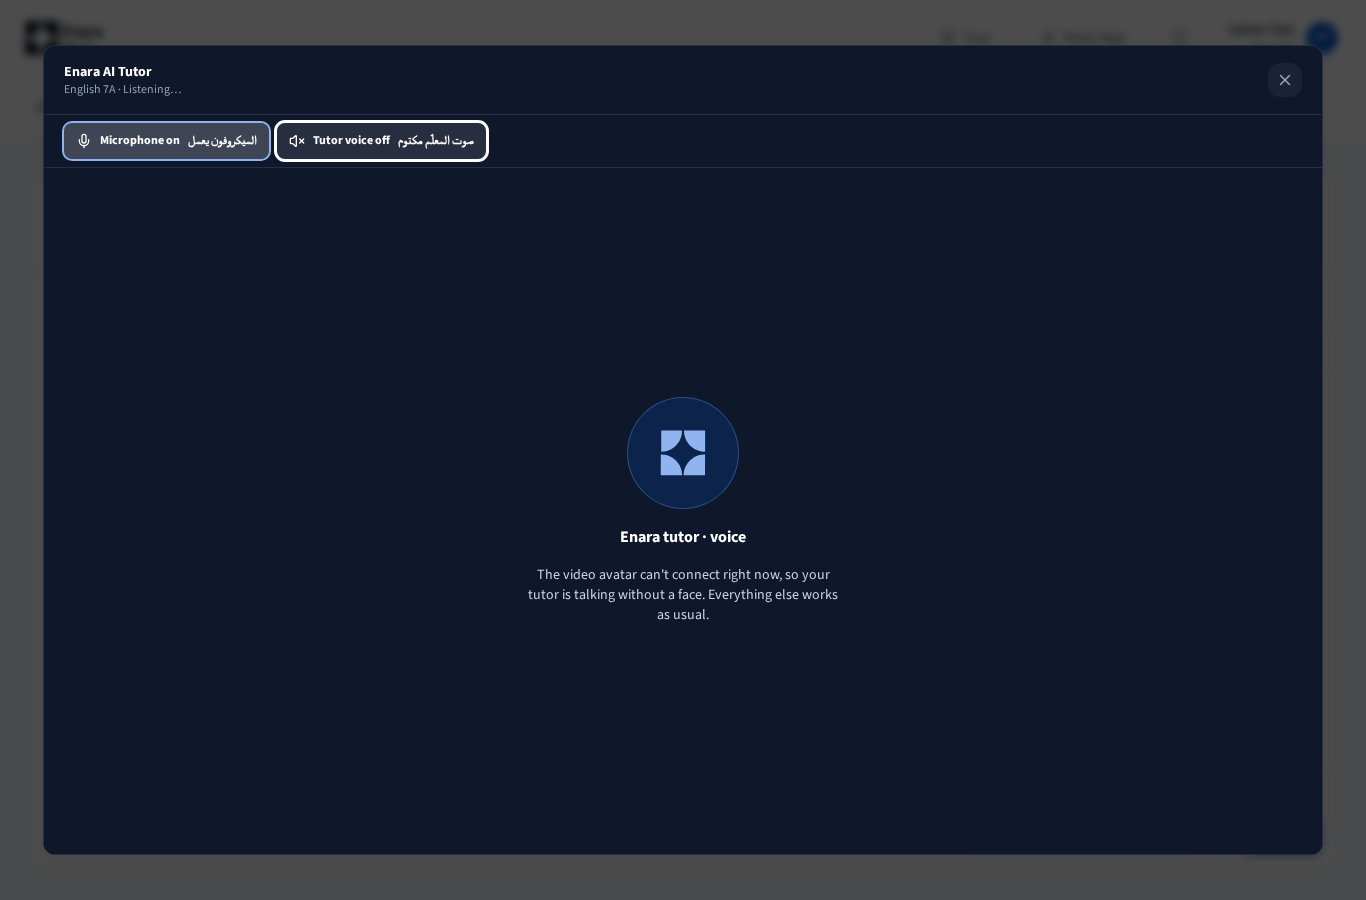 Enara AI Tutor
English 7A · Listening…
Microphone on الميكروفون يعمل
Tutor voice off صوت المعلّم مكتوم
Enara tutor · voice
The video avatar can't connect right now, so your
tutor is talking without a face. Everything else works
as usual.